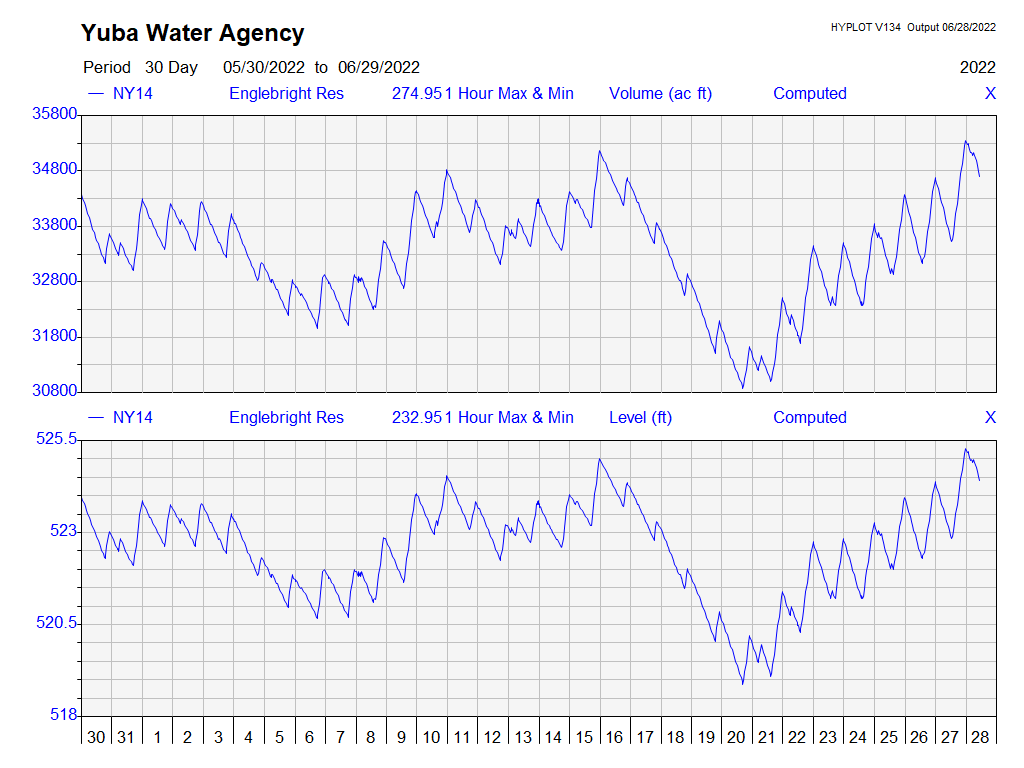 Yuba Water Agency
HYPLOT V134 Output 06/28/2022
Period 30 Day 05/30/2022 to 06/29/2022 2022
NY14 Englebright Res 274.951 Hour Max & Min Volume (ac ft) Computed X
35800
34800
33800
32800
31800
30800
NY14 Englebright Res 232.951 Hour Max & Min Level (ft) Computed X
525.5
523
520.5
518
30 31 1 2 3 4 5 6 7 8 9 10 11 12 13 14 15 16 17 18 19 20 21 22 23 24 25 26 27 28